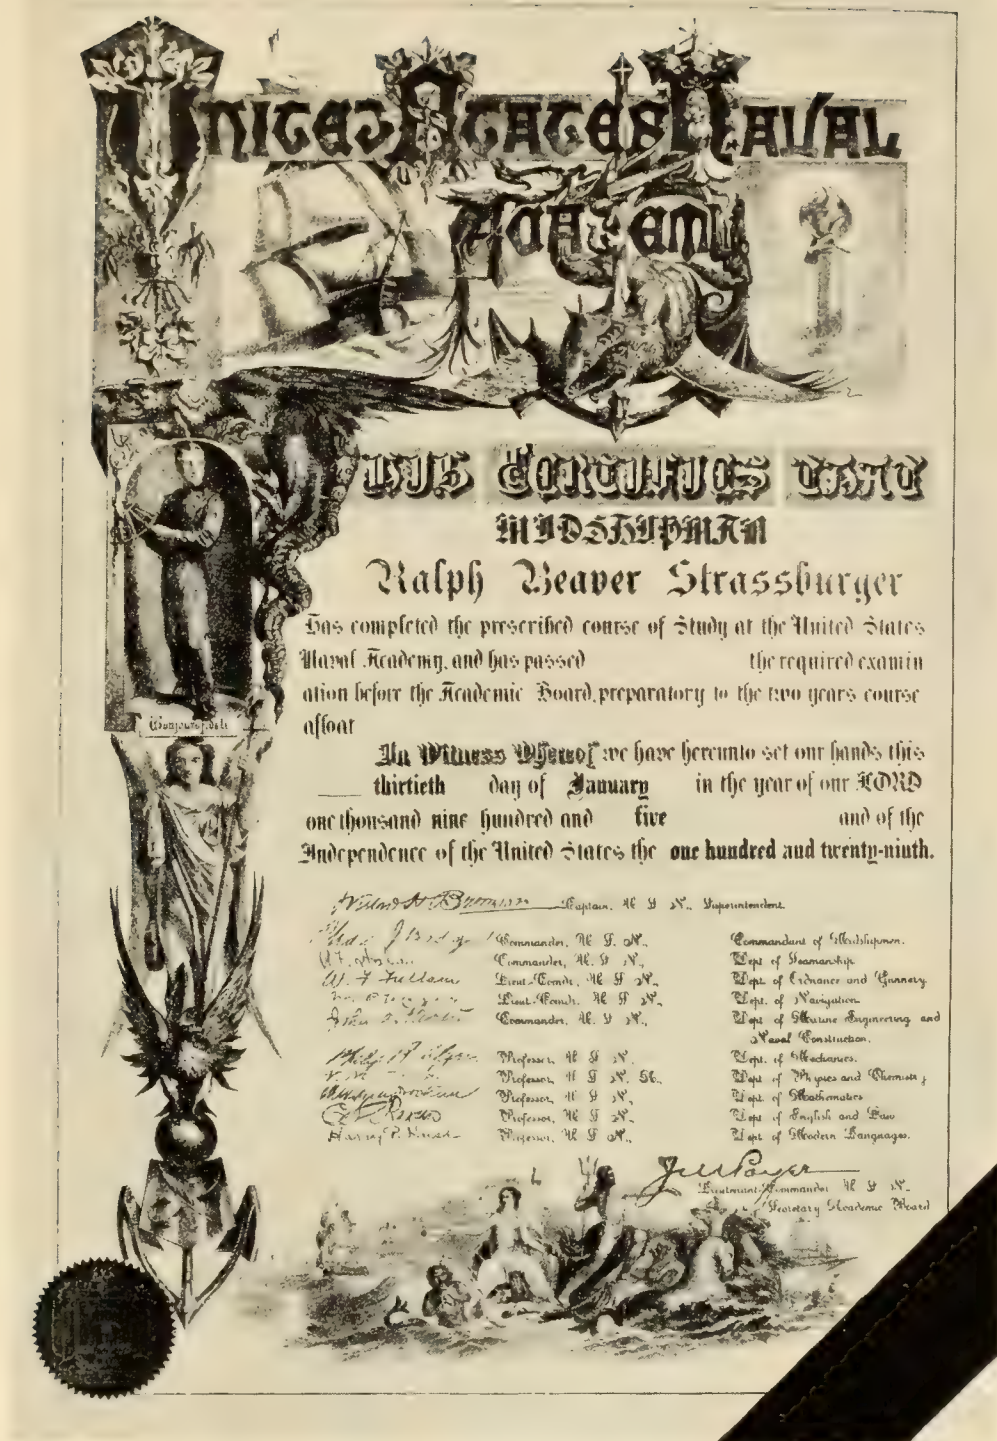 United States Naval
Academy
This Certifies that
Midshipman
Ralph Beaver Strassburger
Has completed the prescribed course of Study at the United States
Naval Academy, and has passed the required examin
ation before the Academic Board, preparatory to the two years course
afloat
In Witness Whereof we have hereunto set our hands this
thirtieth day of January in the year of our LORD
one thousand nine hundred and five and of the
Independence of the United States the one hundred and twenty-ninth.
Captain, U S N., Superintendent.
Commander, U. S. N., Commandant of Midshipmen.
Commander, U. S N., Dept of Seamanship
W. F. Fullam Lieut-Comdr, U S N., Dept. of Ordnance and Gunnery
Lieut-Comdr. U S N., Dept. of Navigation
Commander, U. S N., Dept of Marine Engineering and
Naval Construction.
Professor, U S N. Dept. of Mechanics.
Professor, U S N. Dept of Physics and Chemistry
Professor, U S N. Dept of Mathematics
Professor, U S N. Dept of English and Law
Professor, U S N., Dept of Modern Languages.
Lieutenant-Commander U S N.
Secretary Academic Board